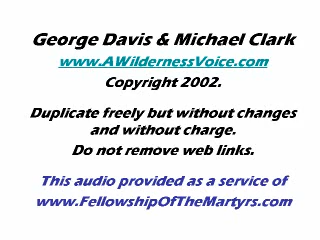 George Davis & Michael Clark
www.AWildernessVoice.com
Copyright 2002.
Duplicate freely but without changes
and without charge.
Do not remove web links.
This audio provided as a service of
www.FellowshipOfTheMartyrs.com